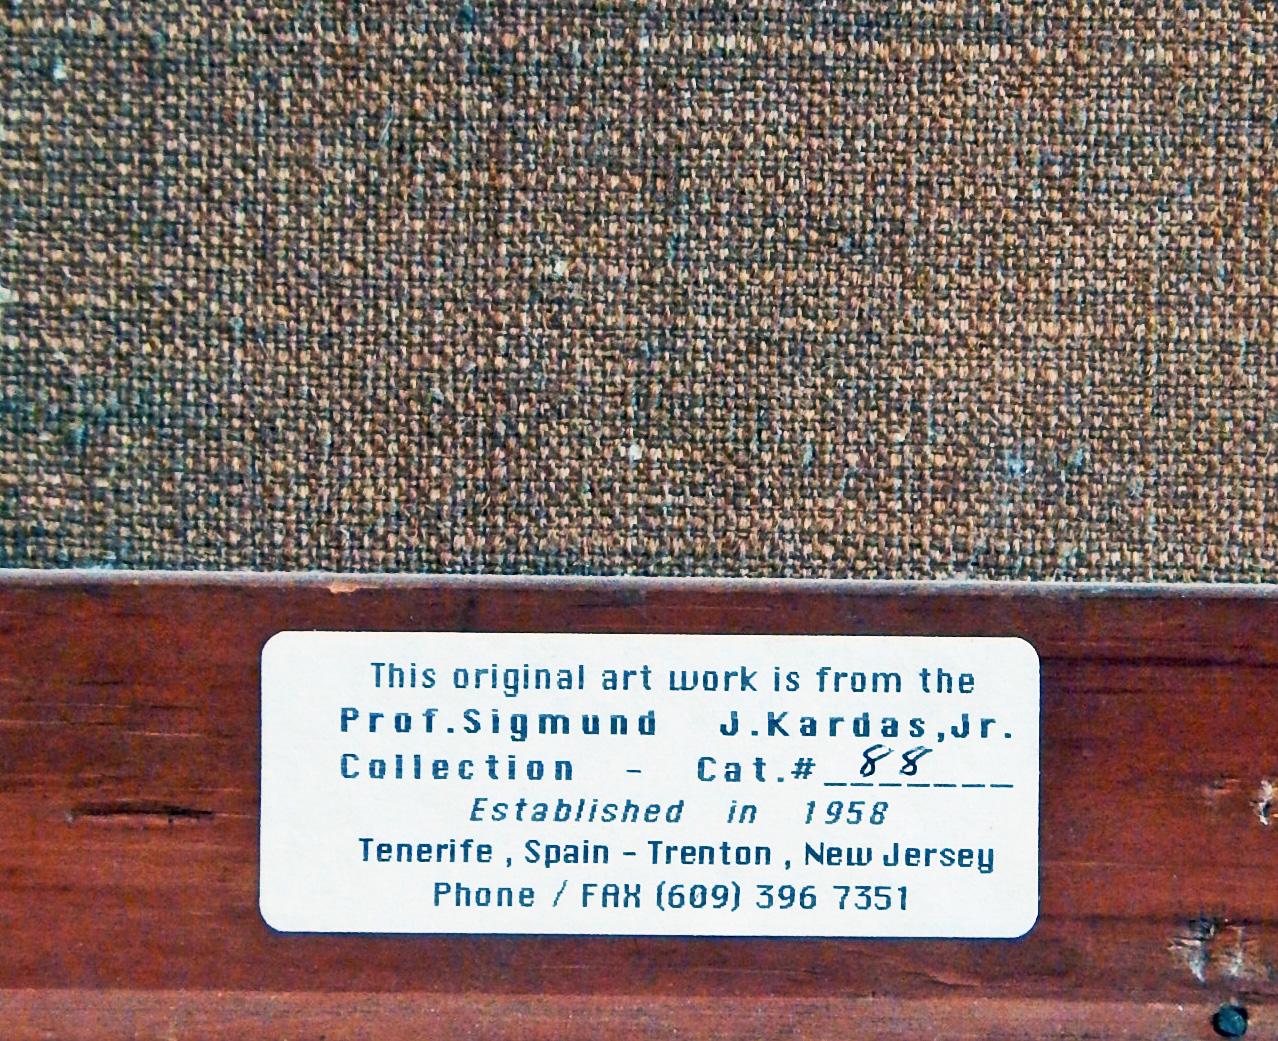 This original art work is from the
Prof.Sigmund J.Kardas,Jr.
Collection - Cat.# 88
Established in 1958
Tenerife , Spain - Trenton , New Jersey
Phone / FAX (609) 396 7351